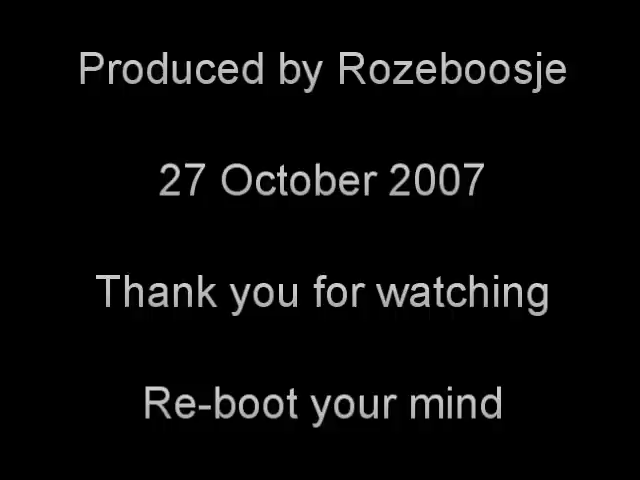 Produced by Rozeboosje
27 October 2007
Thank you for watching
Re-boot your mind